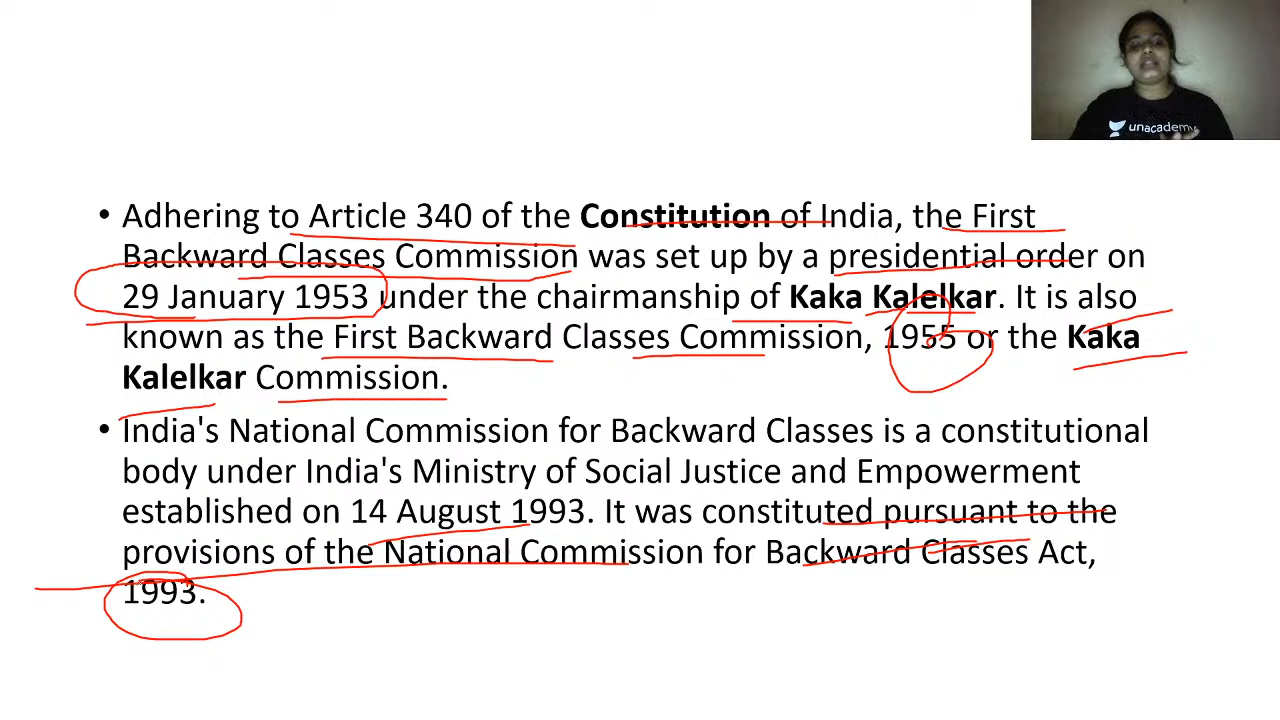 unacademy
• Adhering to Article 340 of the Constitution of India, the First
Backward Classes Commission was set up by a presidential order on
29 January 1953 under the chairmanship of Kaka Kalelkar. It is also
known as the First Backward Classes Commission, 1955 or the Kaka
Kalelkar Commission.
• India's National Commission for Backward Classes is a constitutional
body under India's Ministry of Social Justice and Empowerment
established on 14 August 1993. It was constituted pursuant to the
provisions of the National Commission for Backward Classes Act,
1993.